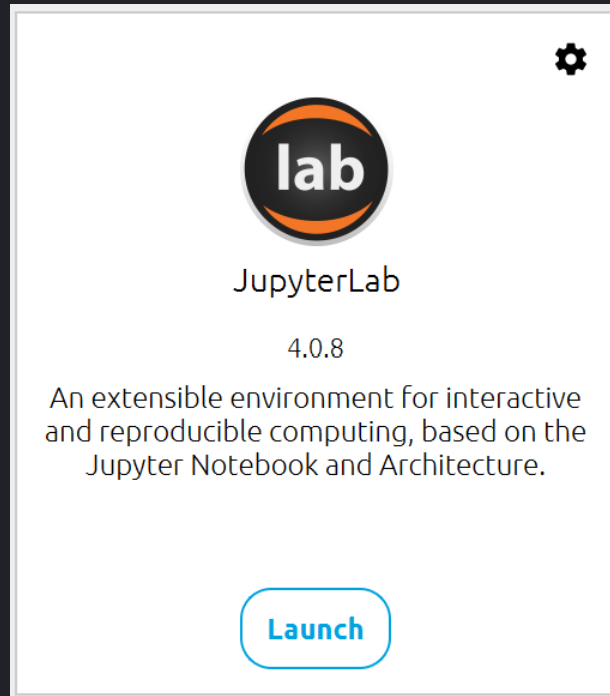 lab
JupyterLab
4.0.8
An extensible environment for interactive
and reproducible computing, based on the
Jupyter Notebook and Architecture.
Launch